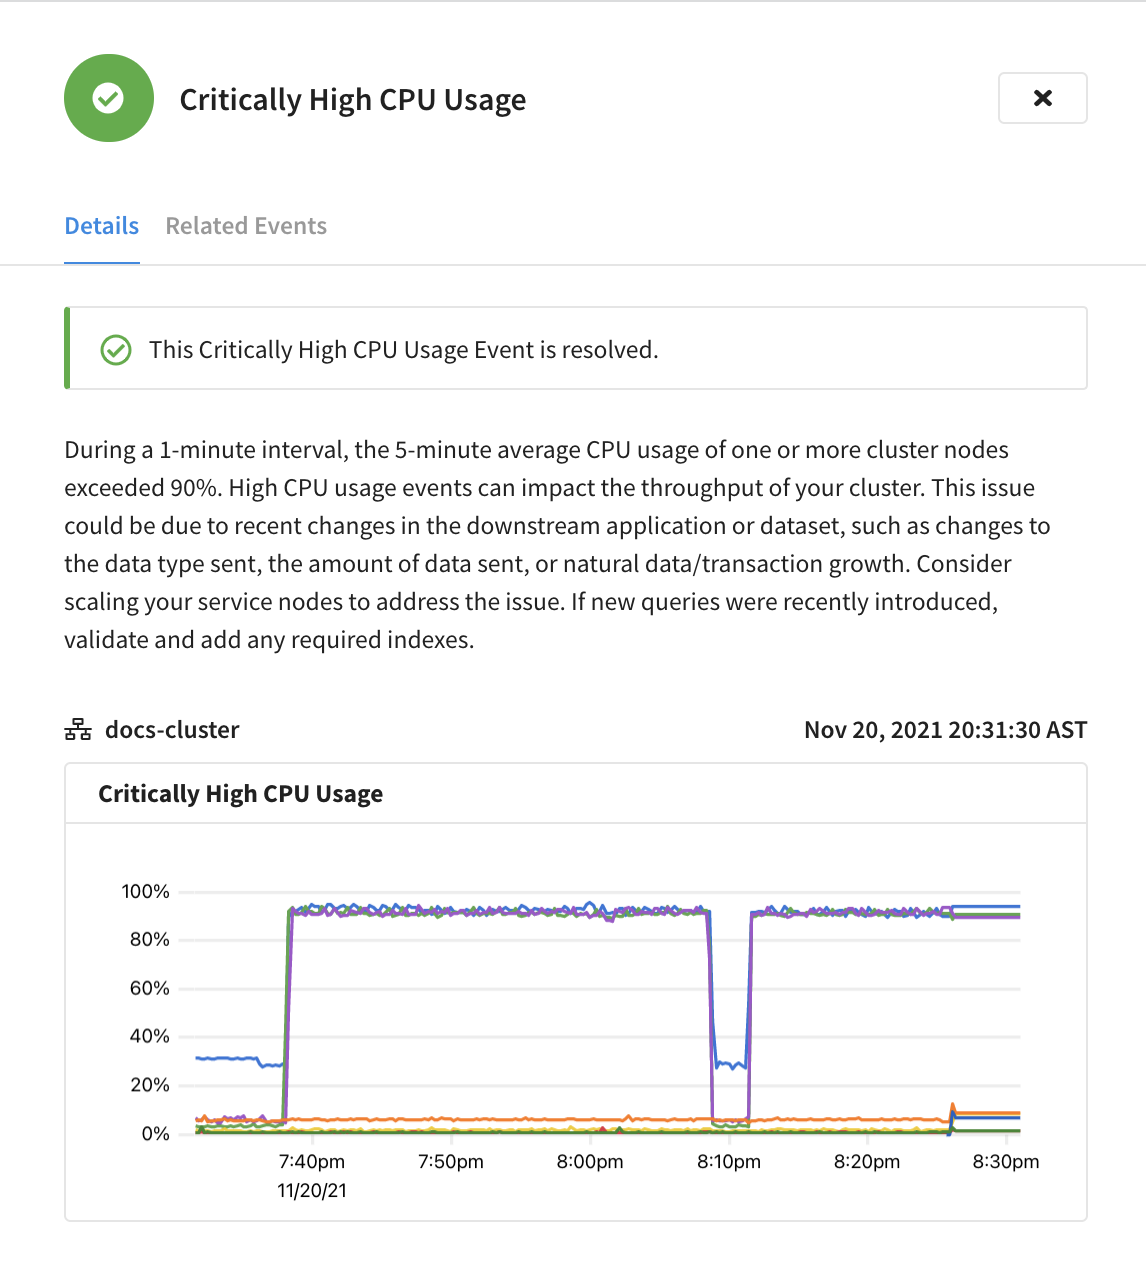 Critically High CPU Usage
Details
Related Events
This Critically High CPU Usage Event is resolved.
During a 1-minute interval, the 5-minute average CPU usage of one or more cluster nodes
exceeded 90%. High CPU usage events can impact the throughput of your cluster. This issue
could be due to recent changes in the downstream application or dataset, such as changes to
the data type sent, the amount of data sent, or natural data/transaction growth. Consider
scaling your service nodes to address the issue. If new queries were recently introduced,
validate and add any required indexes.
docs-cluster
Nov 20, 2021 20:31:30 AST
Critically High CPU Usage
100%
80%
60%
40%
20%
0%
7:40pm
11/20/21
7:50pm
8:00pm
8:10pm
8:20pm
8:30pm